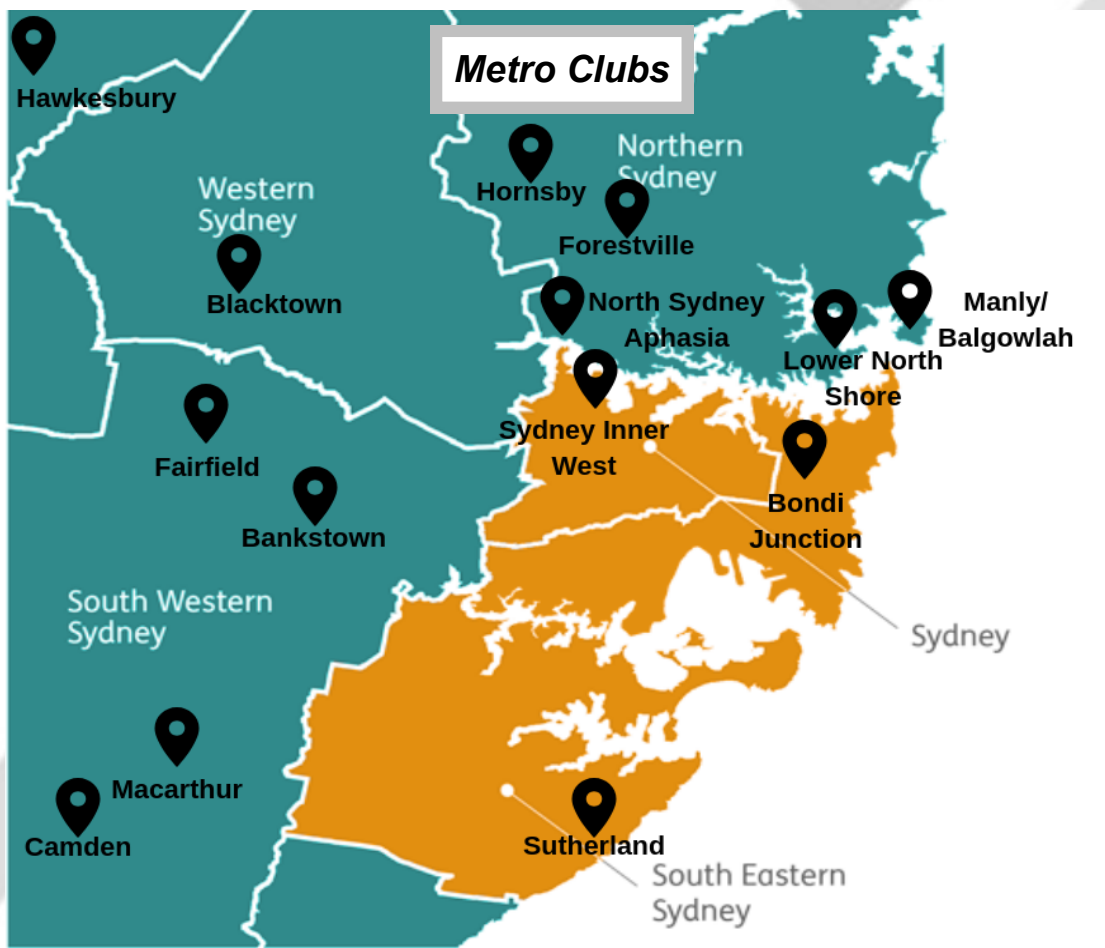 Metro Clubs
Hawkesbury
Northern
Sydney
Hornsby
Western
Sydney
Forestville
Blacktown
North Sydney
Aphasia
Manly/
Balgowlah
Lower North
Shore
Sydney Inner
West
Fairfield
Bondi
Junction
Bankstown
South Western
Sydney
Sydney
Macarthur
Camden
Sutherland
South Eastern
Sydney